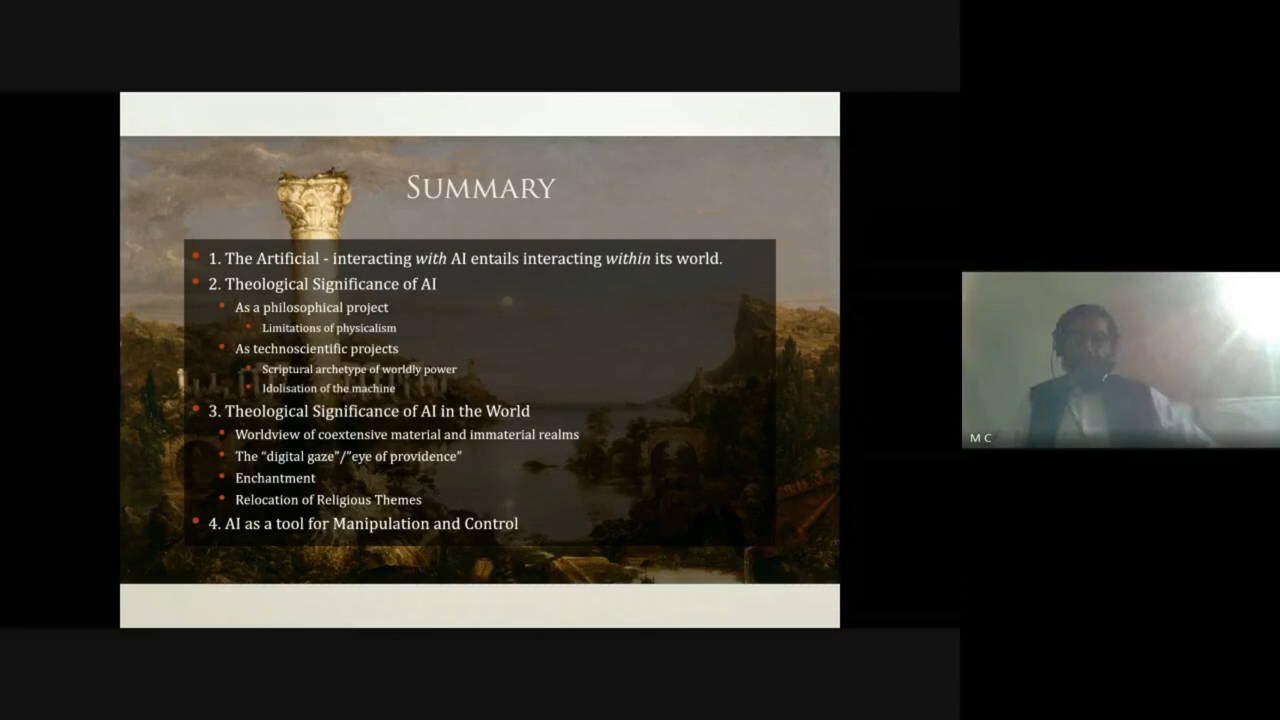 SUMMARY
1. The Artificial - interacting with AI entails interacting within its world.
2. Theological Significance of AI
As a philosophical project
Limitations of physicalism
As technoscientific projects
Scriptural archetype of worldly power
Idolisation of the machine
3. Theological Significance of AI in the World
Worldview of coextensive material and immaterial realms
The “digital gaze”/”eye of providence”
Enchantment
Relocation of Religious Themes
4. AI as a tool for Manipulation and Control
M C